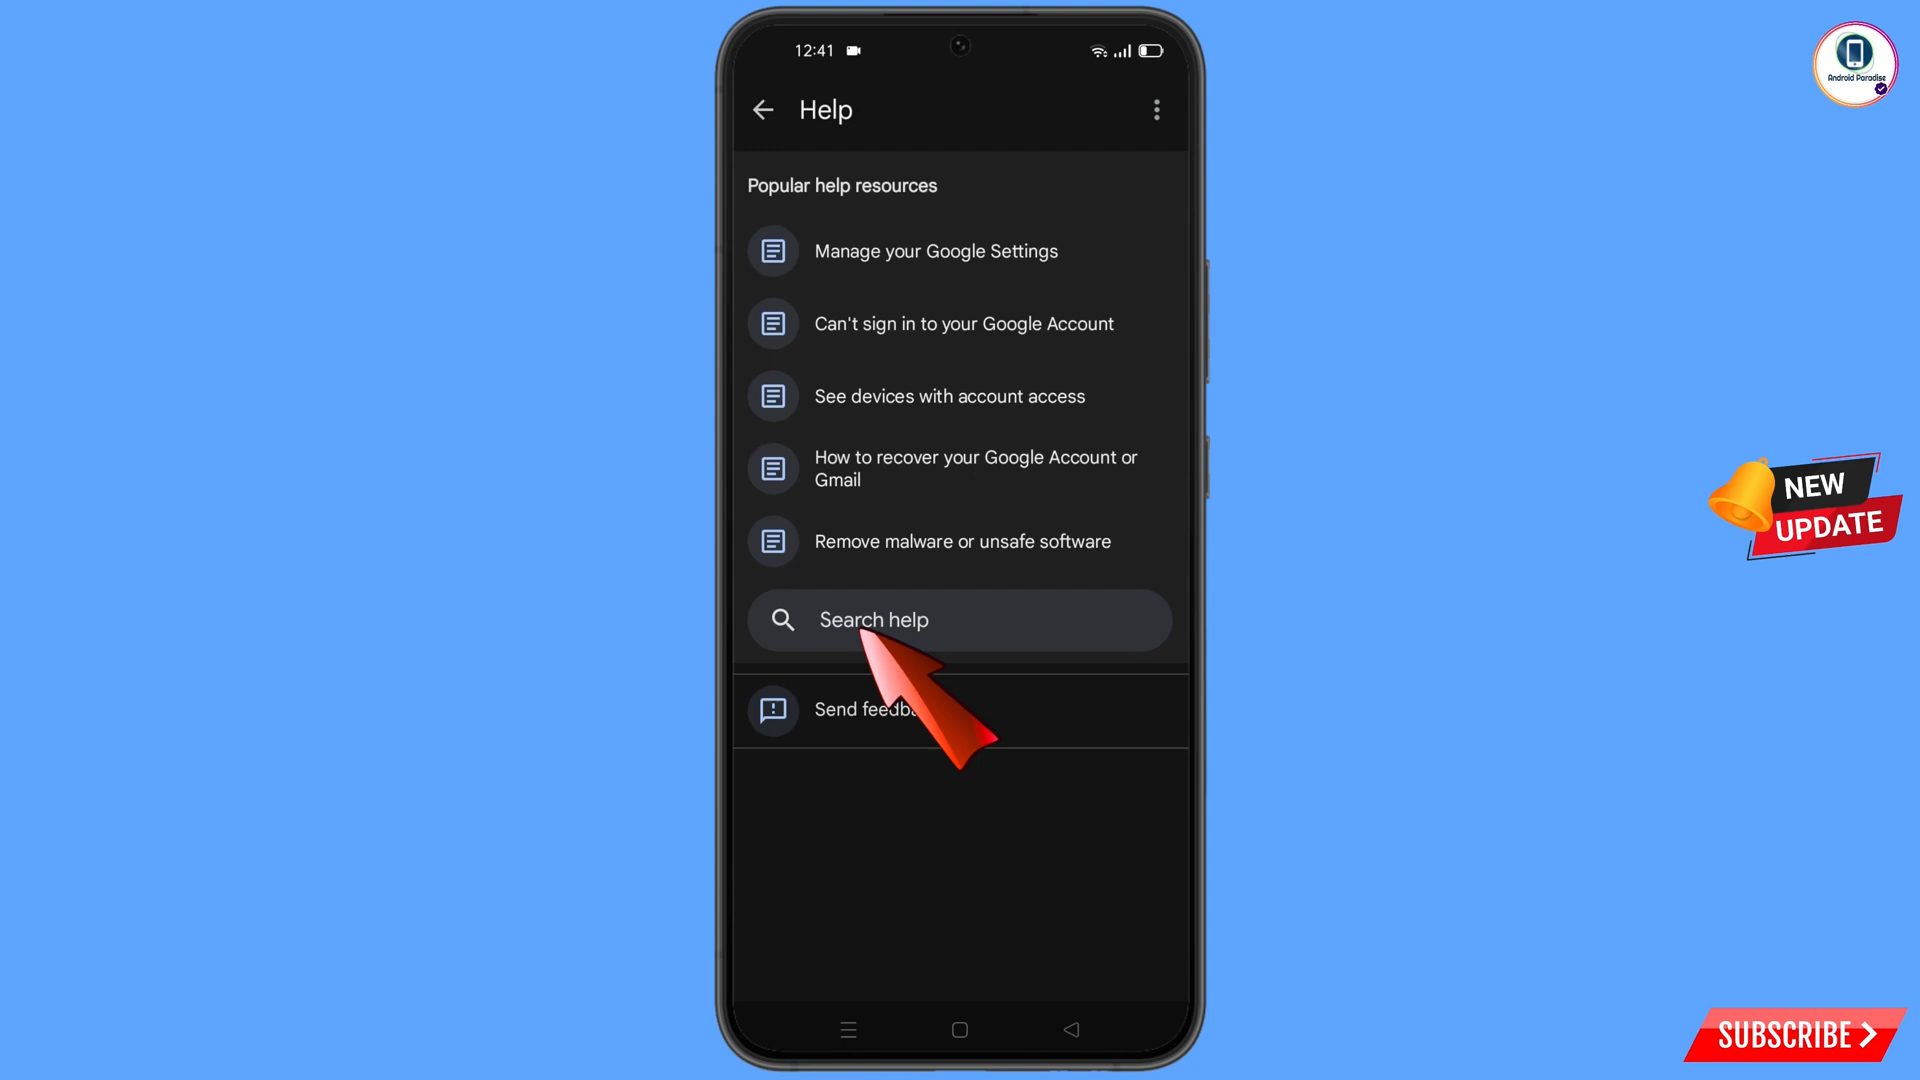 12:41
Android Paradise
Help
Popular help resources
Manage your Google Settings
Can't sign in to your Google Account
See devices with account access
How to recover your Google Account or
Gmail
NEW
UPDATE
Remove malware or unsafe software
Search help
Send
SUBSCRIBE